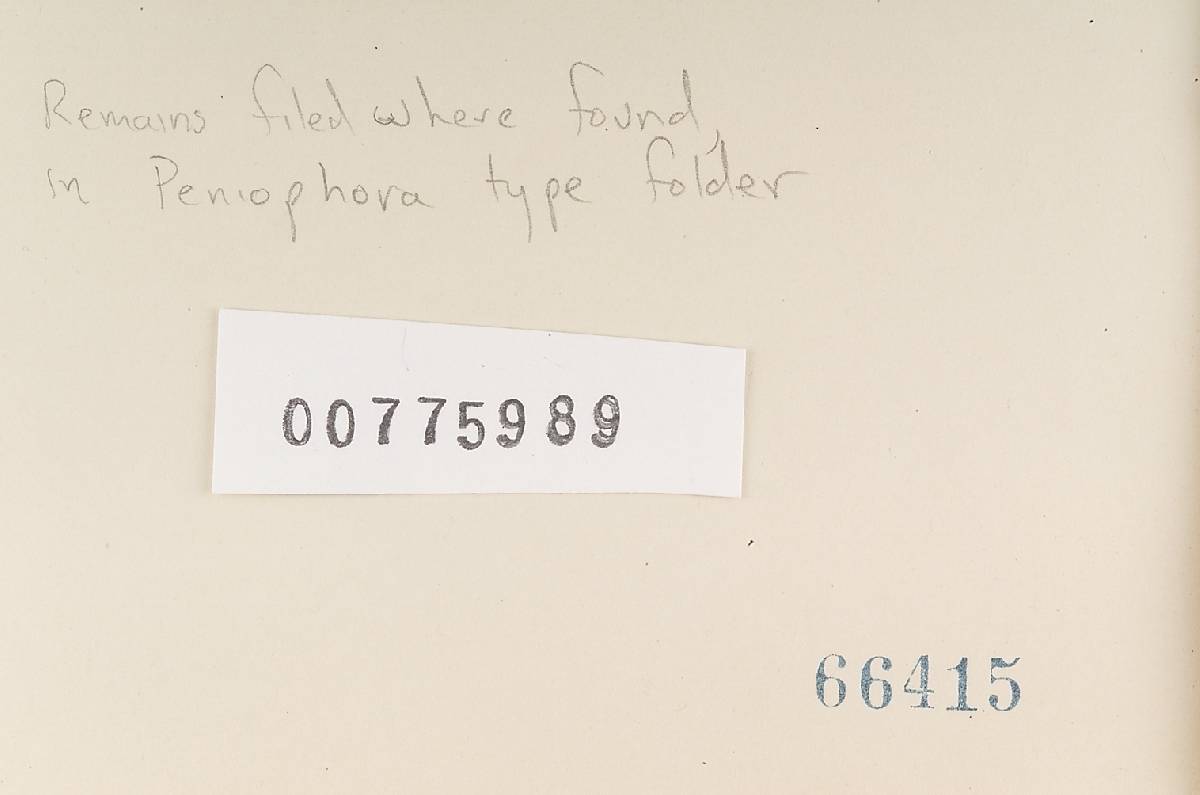 Remains filed where found,
in Peniophora type folder
00775989
66415